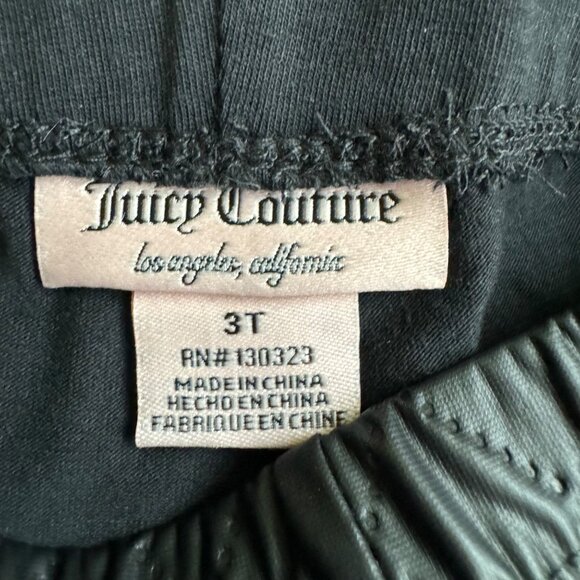 Juicy Couture
los angeles, california
3T
RN#130323
MADE IN CHINA
HECHO EN CHINA
FABRIQUE EN CHINE